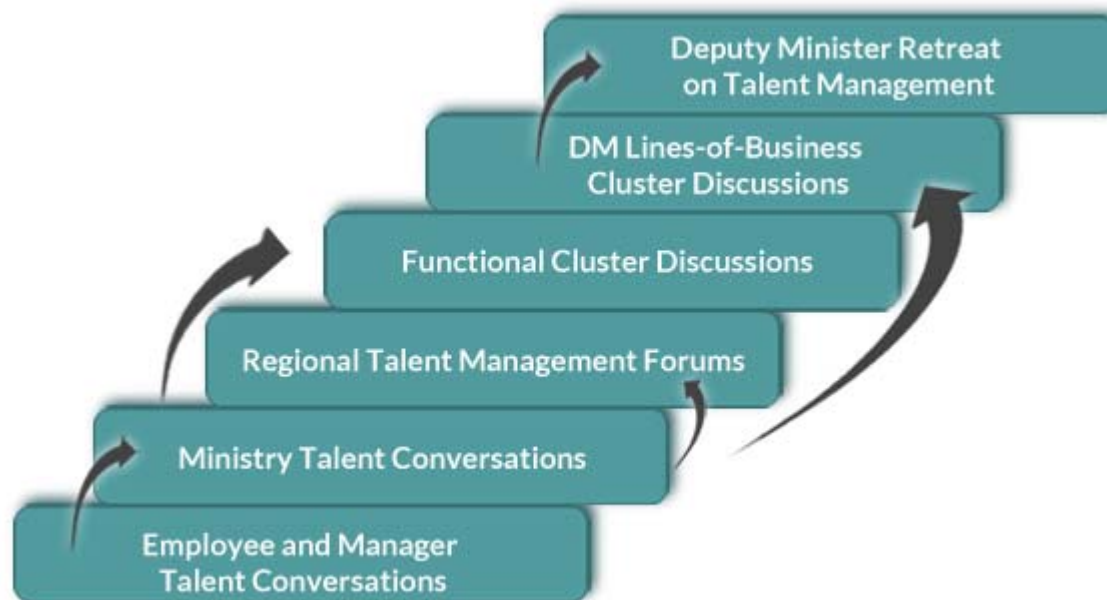 Deputy Minister Retreat
on Talent Management
DM Lines-of-Business
Cluster Discussions
Functional Cluster Discussions
Regional Talent Management Forums
Ministry Talent Conversations
Employee and Manager
Talent Conversations